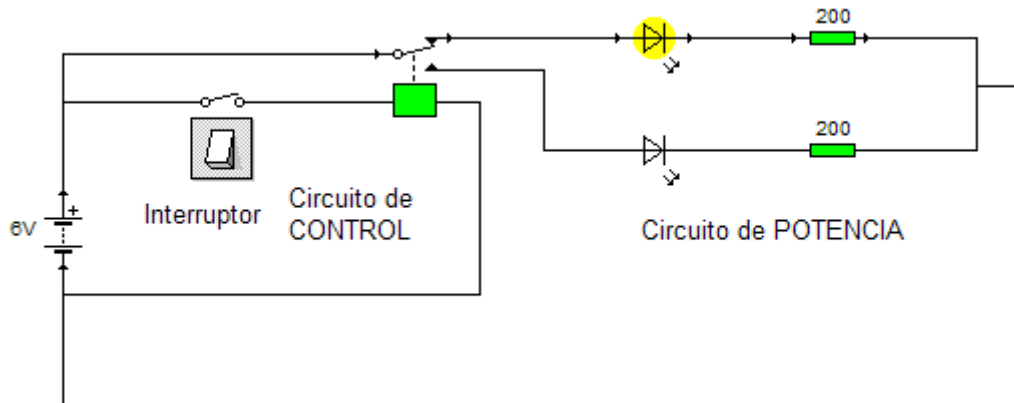 200
200
+
6V
Interruptor
Circuito de
CONTROL
Circuito de POTENCIA